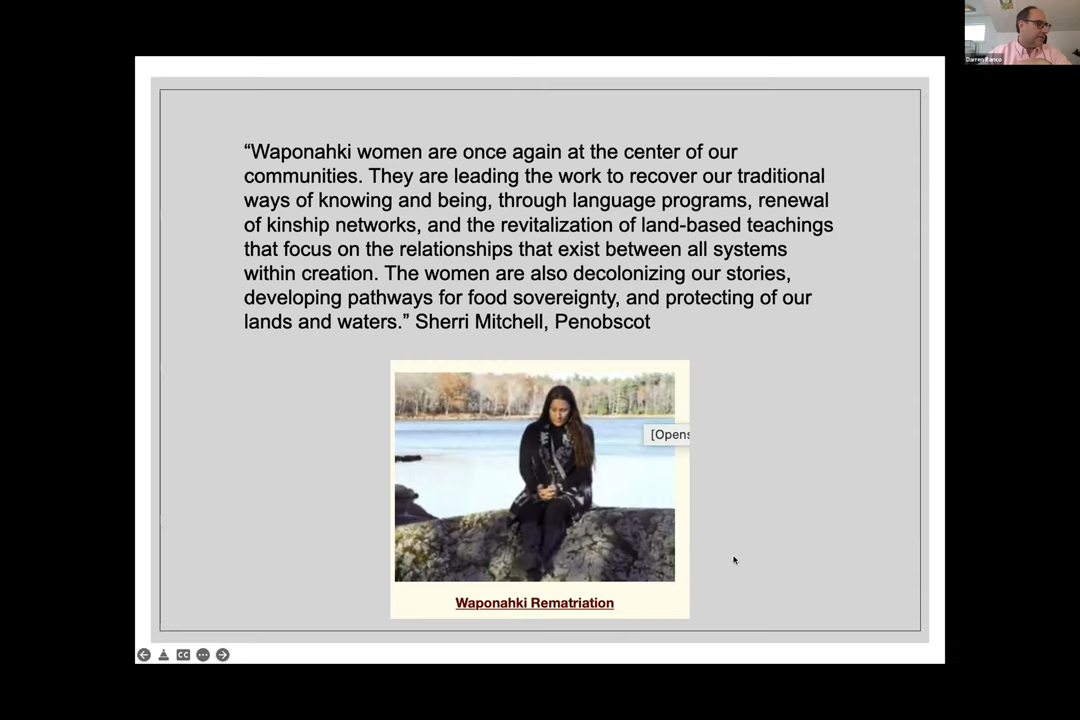 Darren Ranco
“Waponahki women are once again at the center of our
communities. They are leading the work to recover our traditional
ways of knowing and being, through language programs, renewal
of kinship networks, and the revitalization of land-based teachings
that focus on the relationships that exist between all systems
within creation. The women are also decolonizing our stories,
developing pathways for food sovereignty, and protecting of our
lands and waters.” Sherri Mitchell, Penobscot
[Opens
Waponahki Rematriation
CC